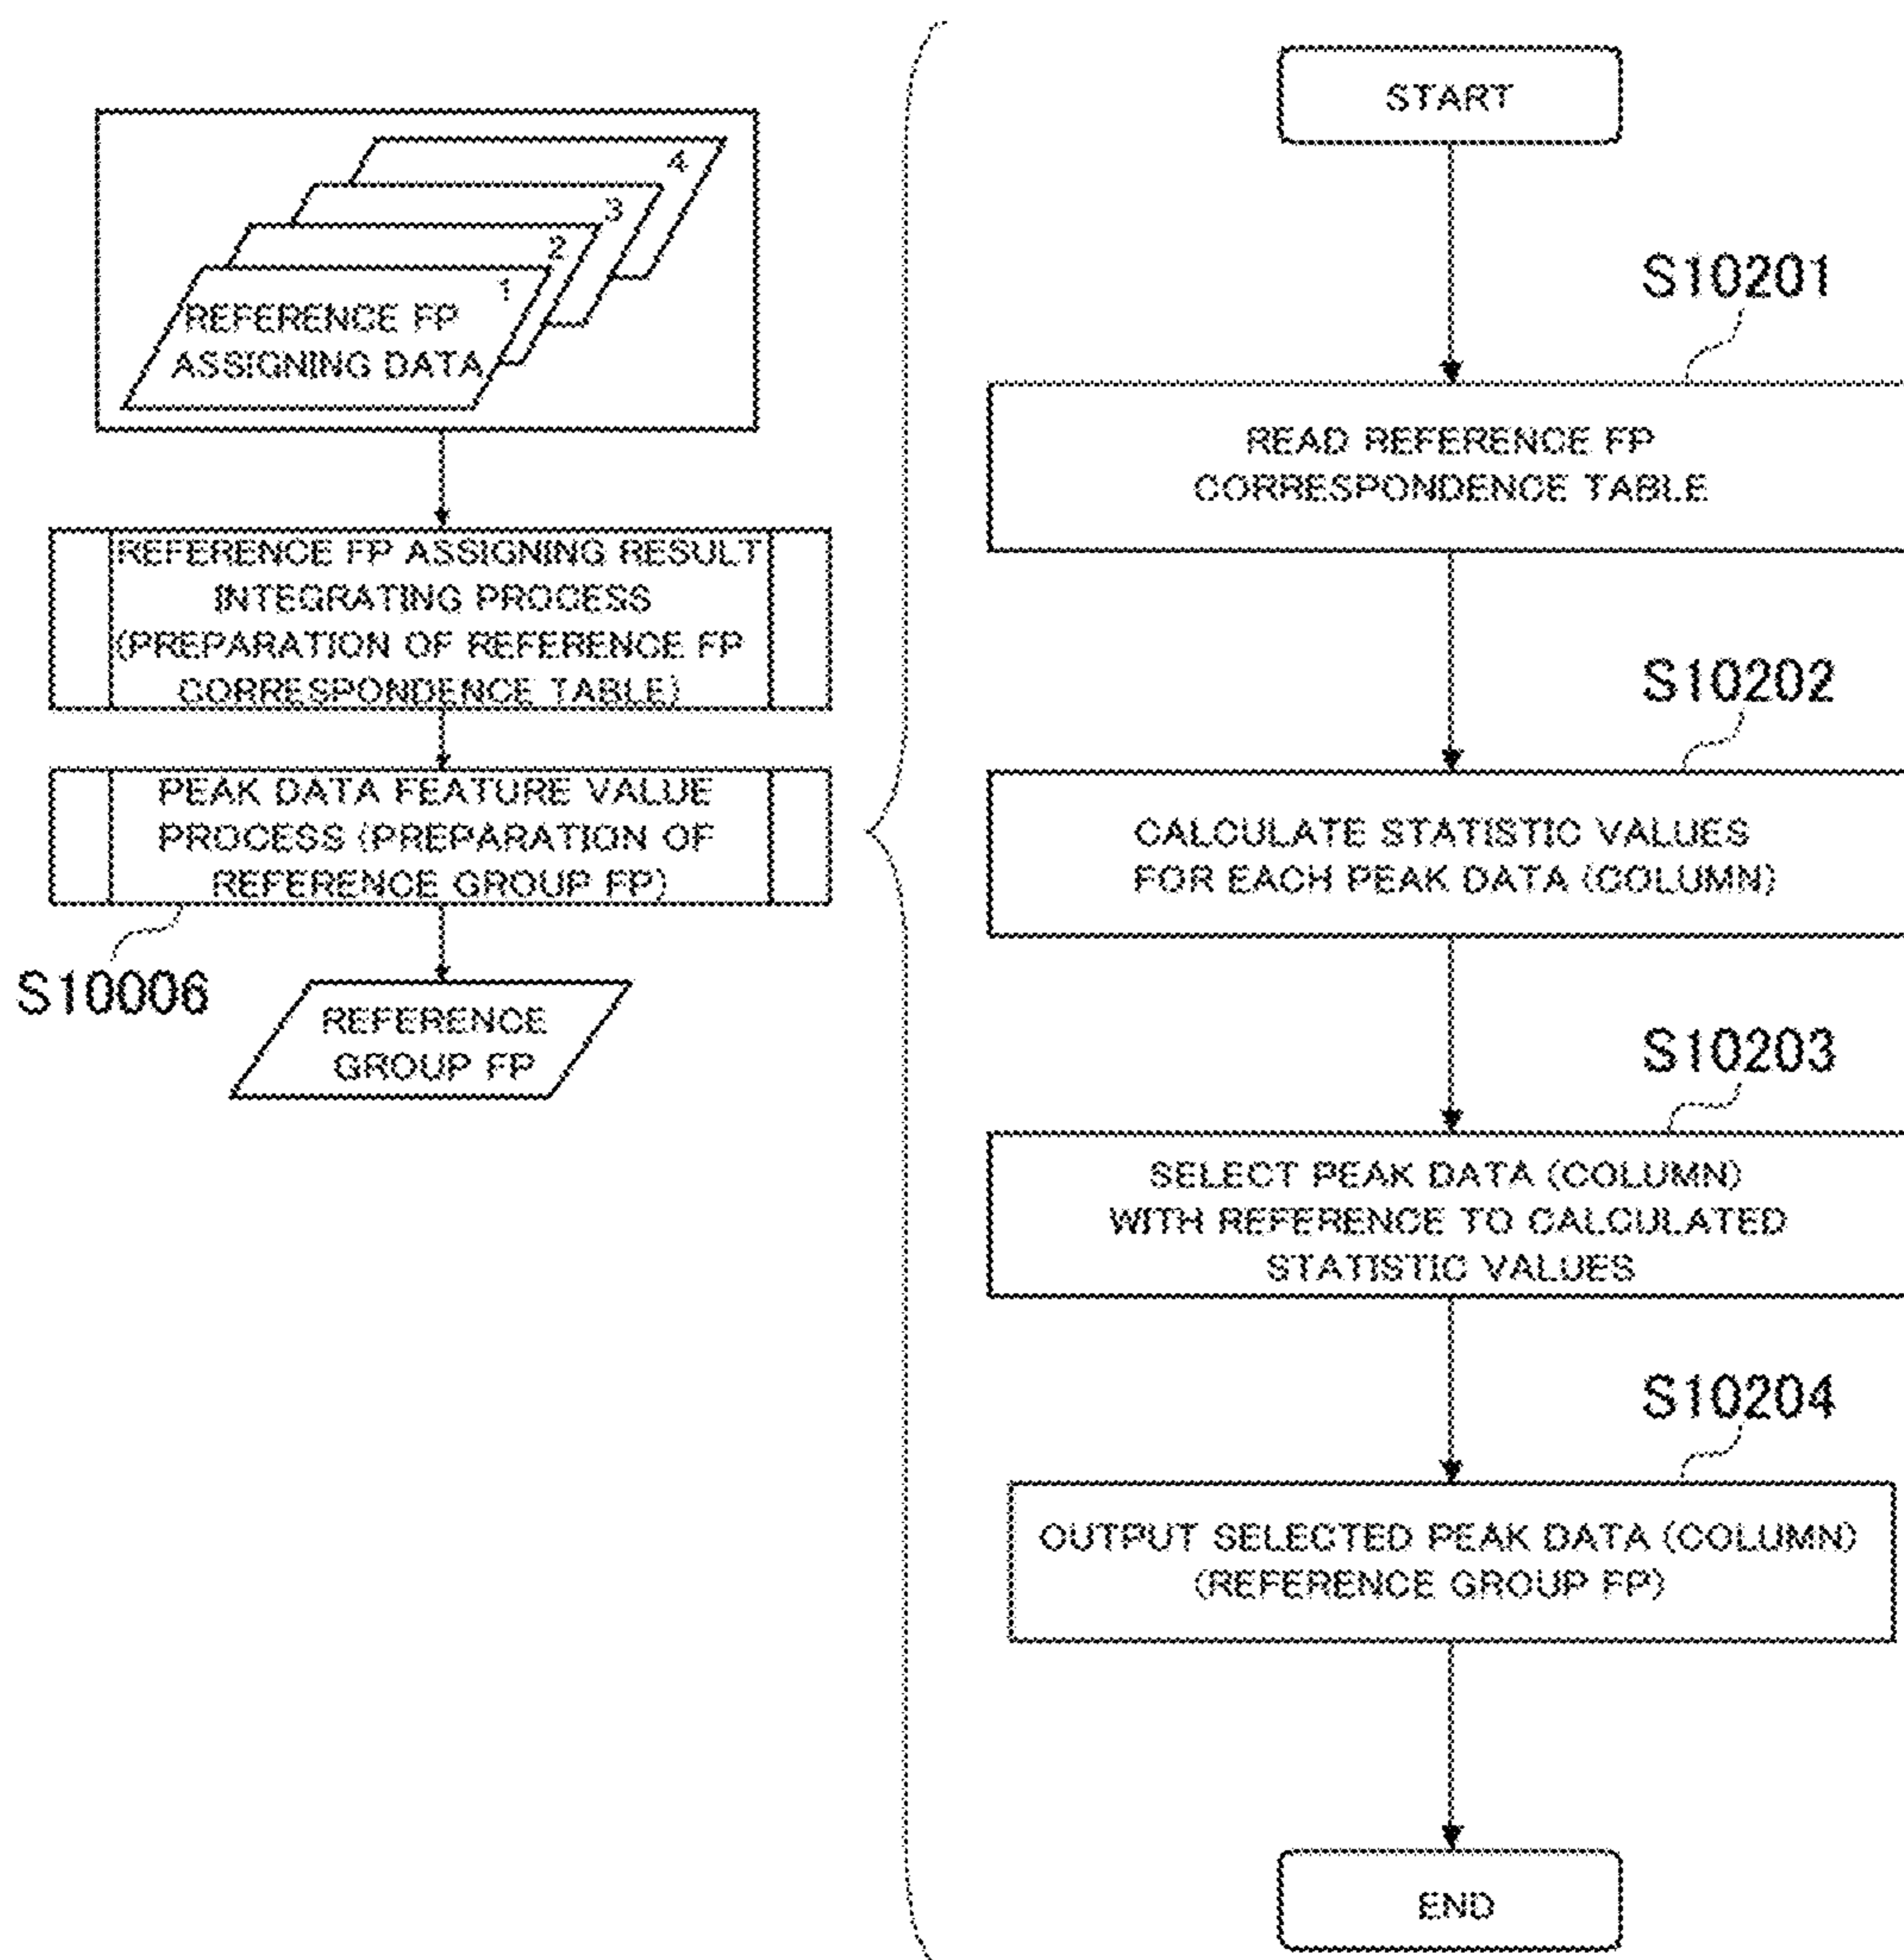 4
3
2
1
REFERENCE FP
ASSIGNING DATA
REFERENCE FP ASSIGNING RESULT
INTEGRATING PROCESS
(PREPARATION OF REFERENCE FP
CORRESPONDENCE TABLE)
PEAK DATA FEATURE VALUE
PROCESS (PREPARATION OF
REFERENCE GROUP FP)
S10006
REFERENCE
GROUP FP
START
S10201
READ REFERENCE FP
CORRESPONDENCE TABLE
S10202
CALCULATE STATISTIC VALUES
FOR EACH PEAK DATA (COLUMN)
S10203
SELECT PEAK DATA (COLUMN)
WITH REFERENCE TO CALCULATED
STATISTIC VALUES
S10204
OUTPUT SELECTED PEAK DATA (COLUMN)
(REFERENCE GROUP FP)
END